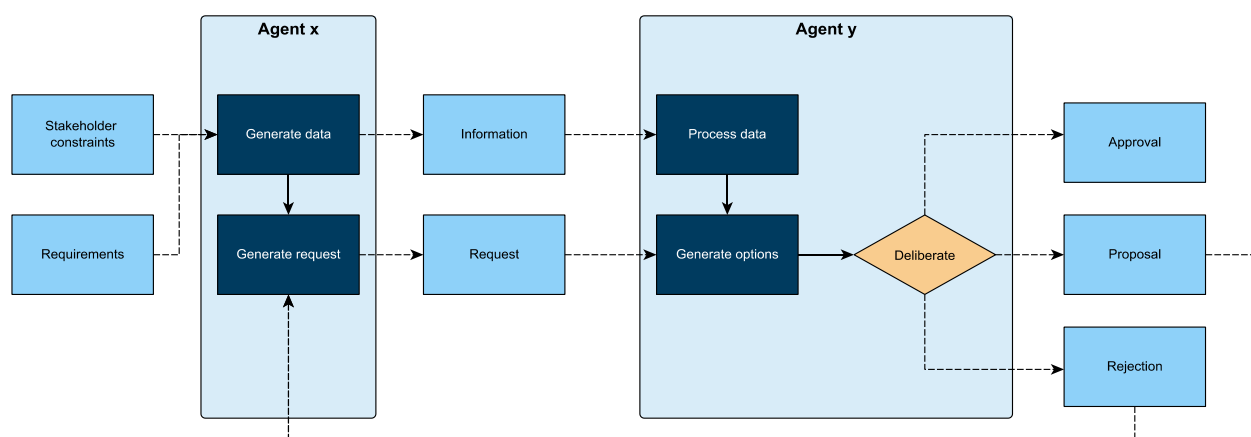 Agent x
Agent y
Stakeholder
constraints
Generate data
Information
Process data
Approval
Requirements
Generate request
Request
Generate options
Deliberate
Proposal
Rejection